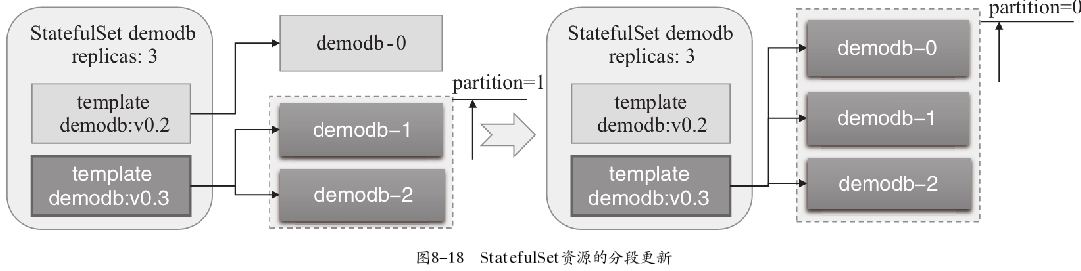 StatefulSet demodb
replicas: 3
template
demodb:v0.2
template
demodb:v0.3
demodb-0
partition=1
demodb-1
demodb-2
StatefulSet demodb
replicas: 3
template
demodb:v0.2
template
demodb:v0.3
partition=0
demodb-0
demodb-1
demodb-2
图8-18 StatefulSet资源的分段更新